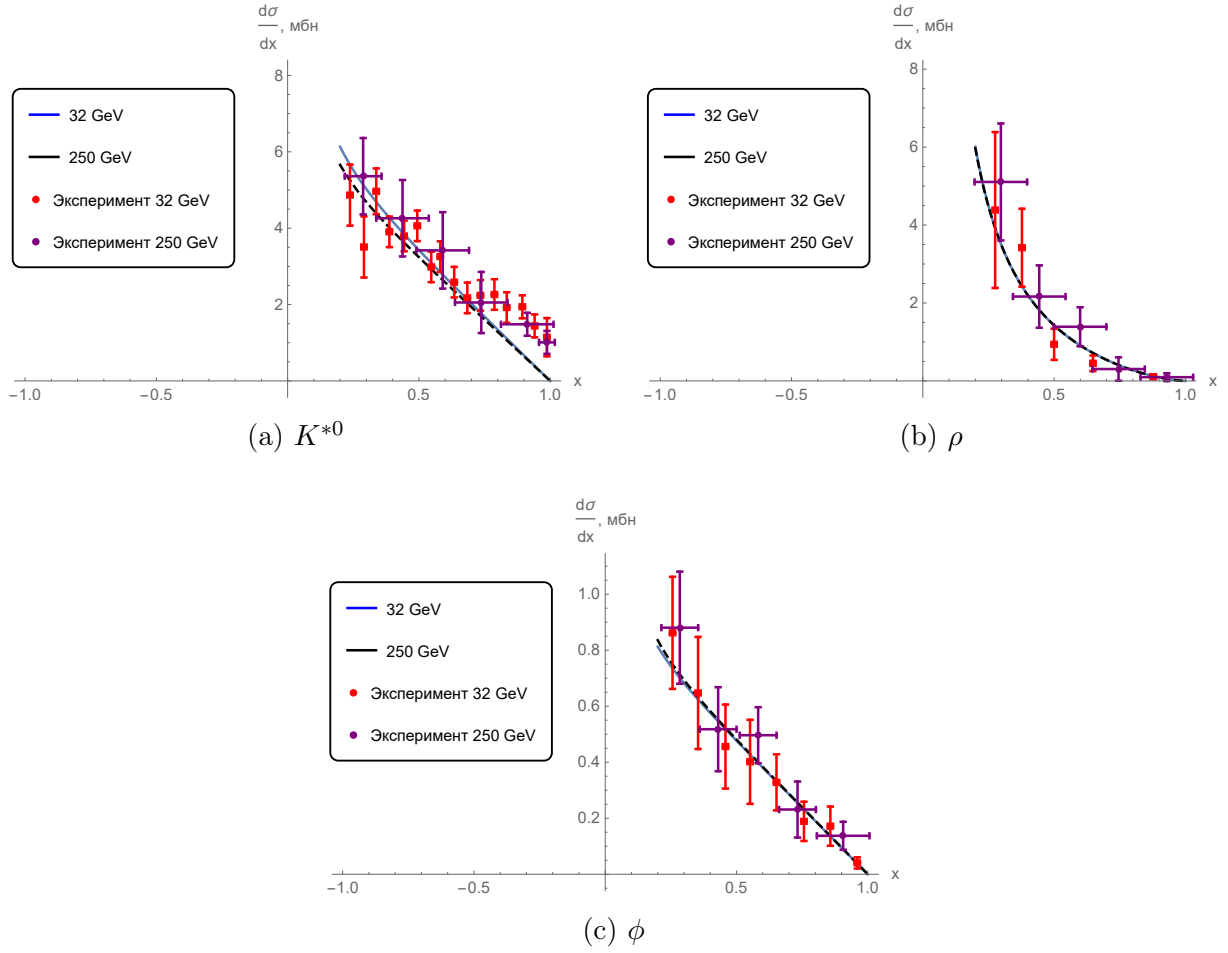 dσ
dx , мбн
8
6
4
2
−1.0 −0.5 0.5 1.0 x
32 GeV
250 GeV
Эксперимент 32 GeV
Эксперимент 250 GeV
(a) K*0
dσ
dx , мбн
8
6
4
2
−1.0 −0.5 0.5 1.0 x
32 GeV
250 GeV
Эксперимент 32 GeV
Эксперимент 250 GeV
(b) ρ
dσ
dx , мбн
1.0
0.8
0.6
0.4
0.2
−1.0 −0.5 0.5 1.0 x
32 GeV
250 GeV
Эксперимент 32 GeV
Эксперимент 250 GeV
(c) ϕ